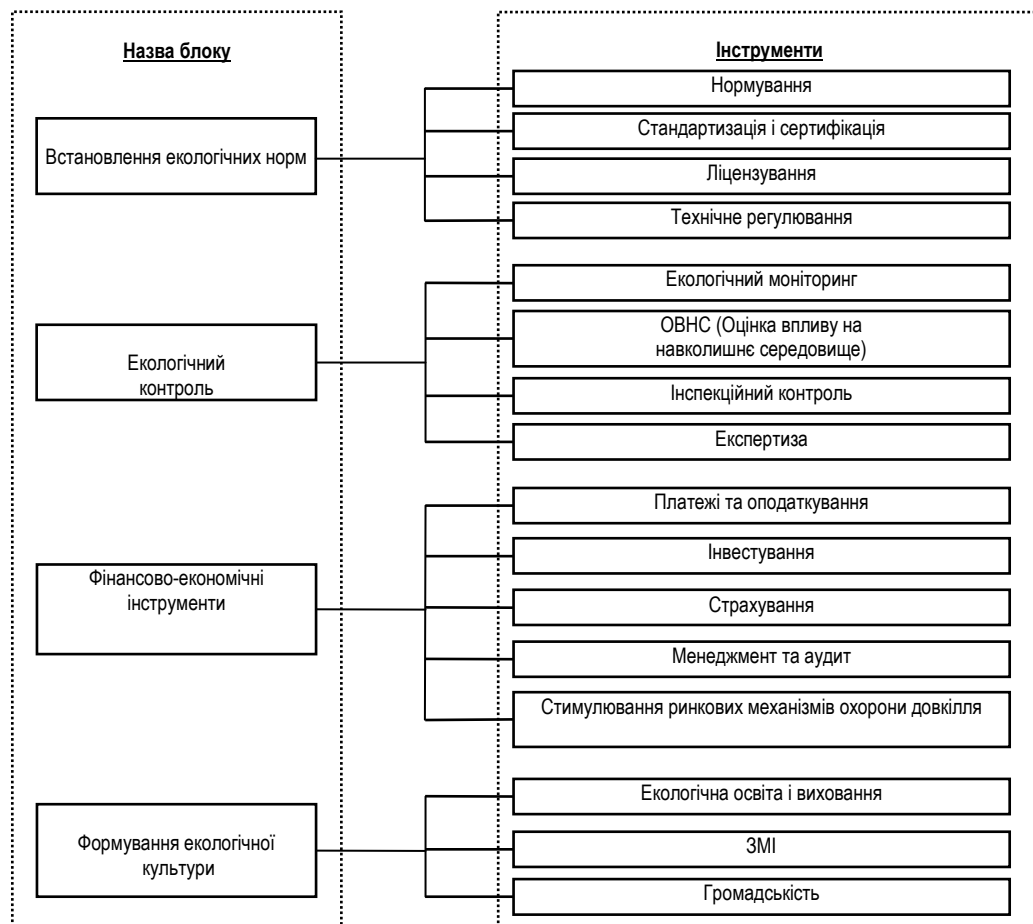 Назва блоку
Інструменти
Встановлення екологічних норм
Нормування
Стандартизація і сертифікація
Ліцензування
Технічне регулювання
Екологічний
контроль
Екологічний моніторинг
ОВНС (Оцінка впливу на
навколишнє середовище)
Інспекційний контроль
Експертиза
Фінансово-економічні
інструменти
Платежі та оподаткування
Інвестування
Страхування
Менеджмент та аудит
Стимулювання ринкових механізмів охорони довкілля
Формування екологічної
культури
Екологічна освіта і виховання
ЗМІ
Громадськість